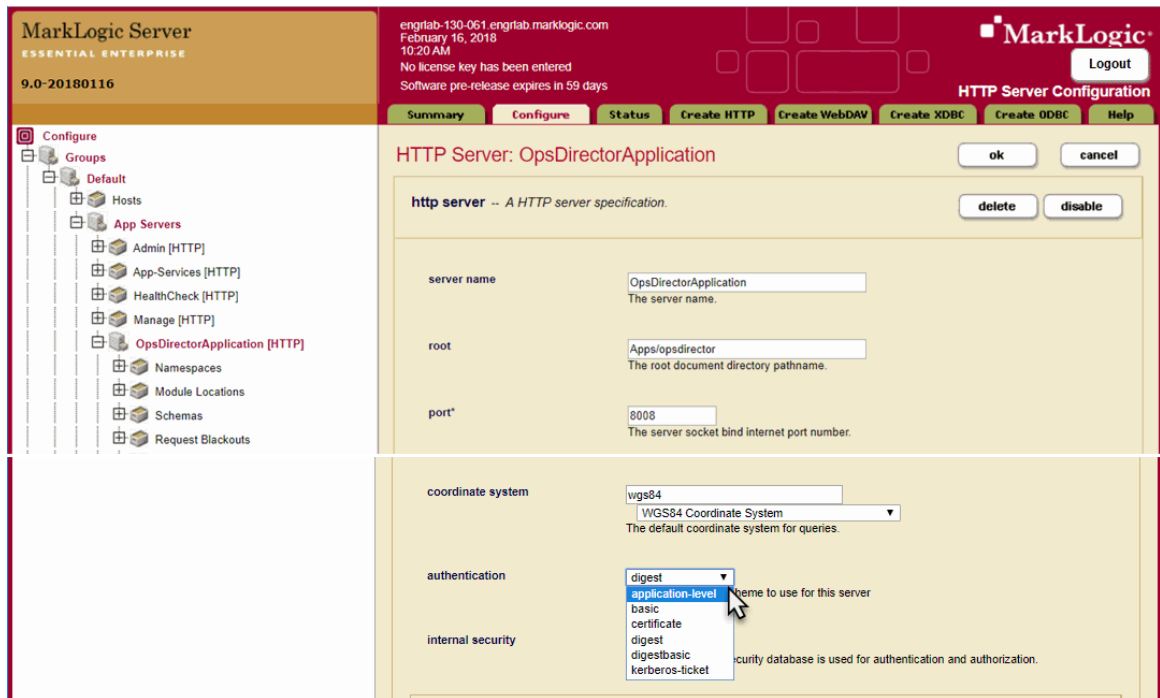 MarkLogic Server
ESSENTIAL ENTERPRISE
9.0-20180116
engrlab-130-061.engrlab.marklogic.com
February 16, 2018
10:20 AM
No license key has been entered
Software pre-release expires in 59 days
MarkLogic
Logout
HTTP Server Configuration
Summary Configure Status Create HTTP Create WebDAV Create XDBC Create ODBC Help
Configure
Groups
Default
Hosts
App Servers
Admin [HTTP]
App-Services [HTTP]
HealthCheck [HTTP]
Manage [HTTP]
OpsDirectorApplication [HTTP]
Namespaces
Module Locations
Schemas
Request Blackouts
HTTP Server: OpsDirectorApplication
ok cancel
http server -- A HTTP server specification.
delete disable
server name OpsDirectorApplication
The server name.
root Apps/opsdirector
The root document directory pathname.
port* 8008
The server socket bind internet port number.
coordinate system wgs84
WGS84 Coordinate System
The default coordinate system for queries.
authentication digest
application-level heme to use for this server
basic
certificate
internal security digest
digestbasic ecurity database is used for authentication and authorization.
kerberos-ticket